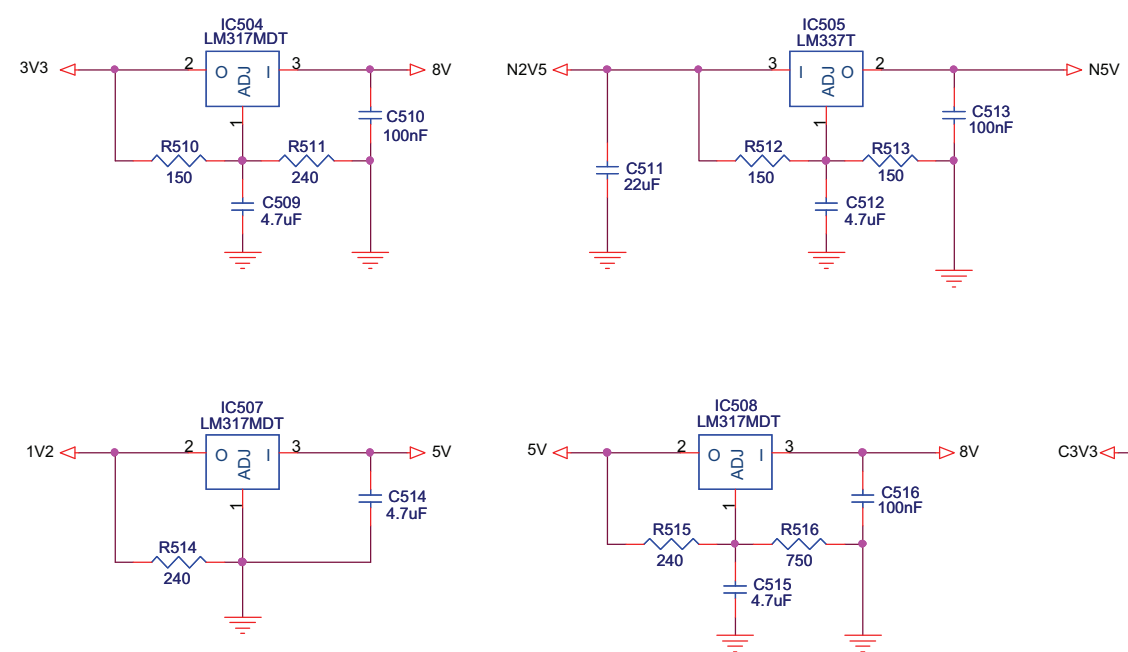 IC504
LM317MDT
3V3
2
O
I
3
8V
ADJ
1
C510
100nF
R510
150
R511
240
C509
4.7uF
IC505
LM337T
N2V5
3
I
O
2
N5V
ADJ
1
C513
100nF
C511
22uF
R512
150
R513
150
C512
4.7uF
IC507
LM317MDT
1V2
2
O
I
3
5V
ADJ
1
C514
4.7uF
R514
240
IC508
LM317MDT
5V
2
O
I
3
8V
ADJ
1
C516
100nF
R515
240
R516
750
C515
4.7uF
C3V3